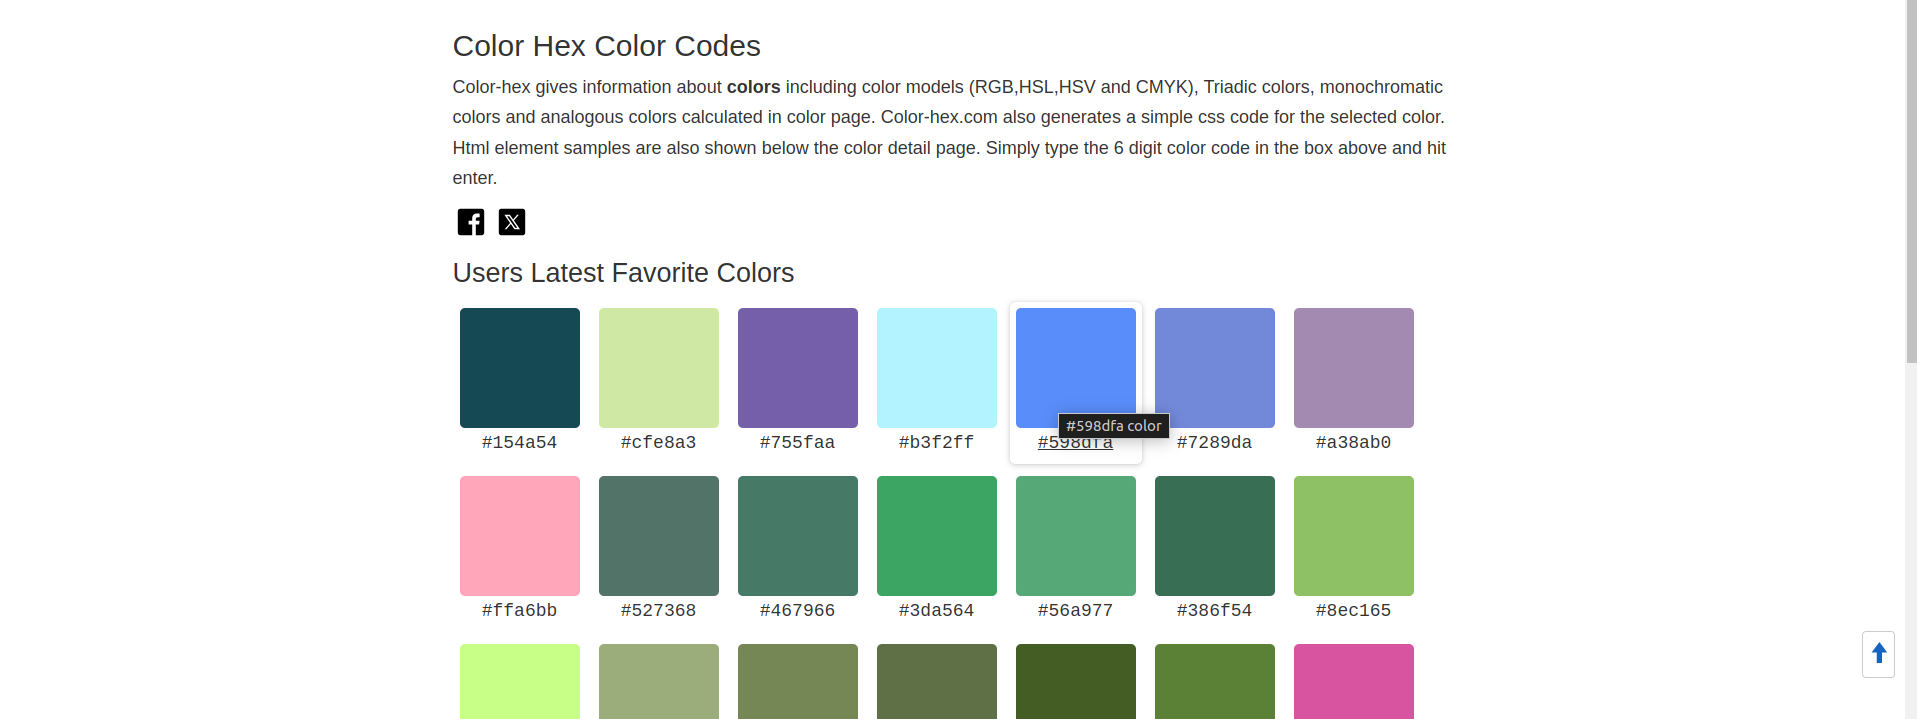 Color Hex Color Codes
Color-hex gives information about colors including color models (RGB,HSL,HSV and CMYK), Triadic colors, monochromatic
colors and analogous colors calculated in color page. Color-hex.com also generates a simple css code for the selected color.
Html element samples are also shown below the color detail page. Simply type the 6 digit color code in the box above and hit
enter.
Users Latest Favorite Colors
#598dfa color
#154a54 #cfe8a3 #755faa #b3f2ff #598dfa #7289da #a38ab0
#ffa6bb #527368 #467966 #3da564 #56a977 #386f54 #8ec165